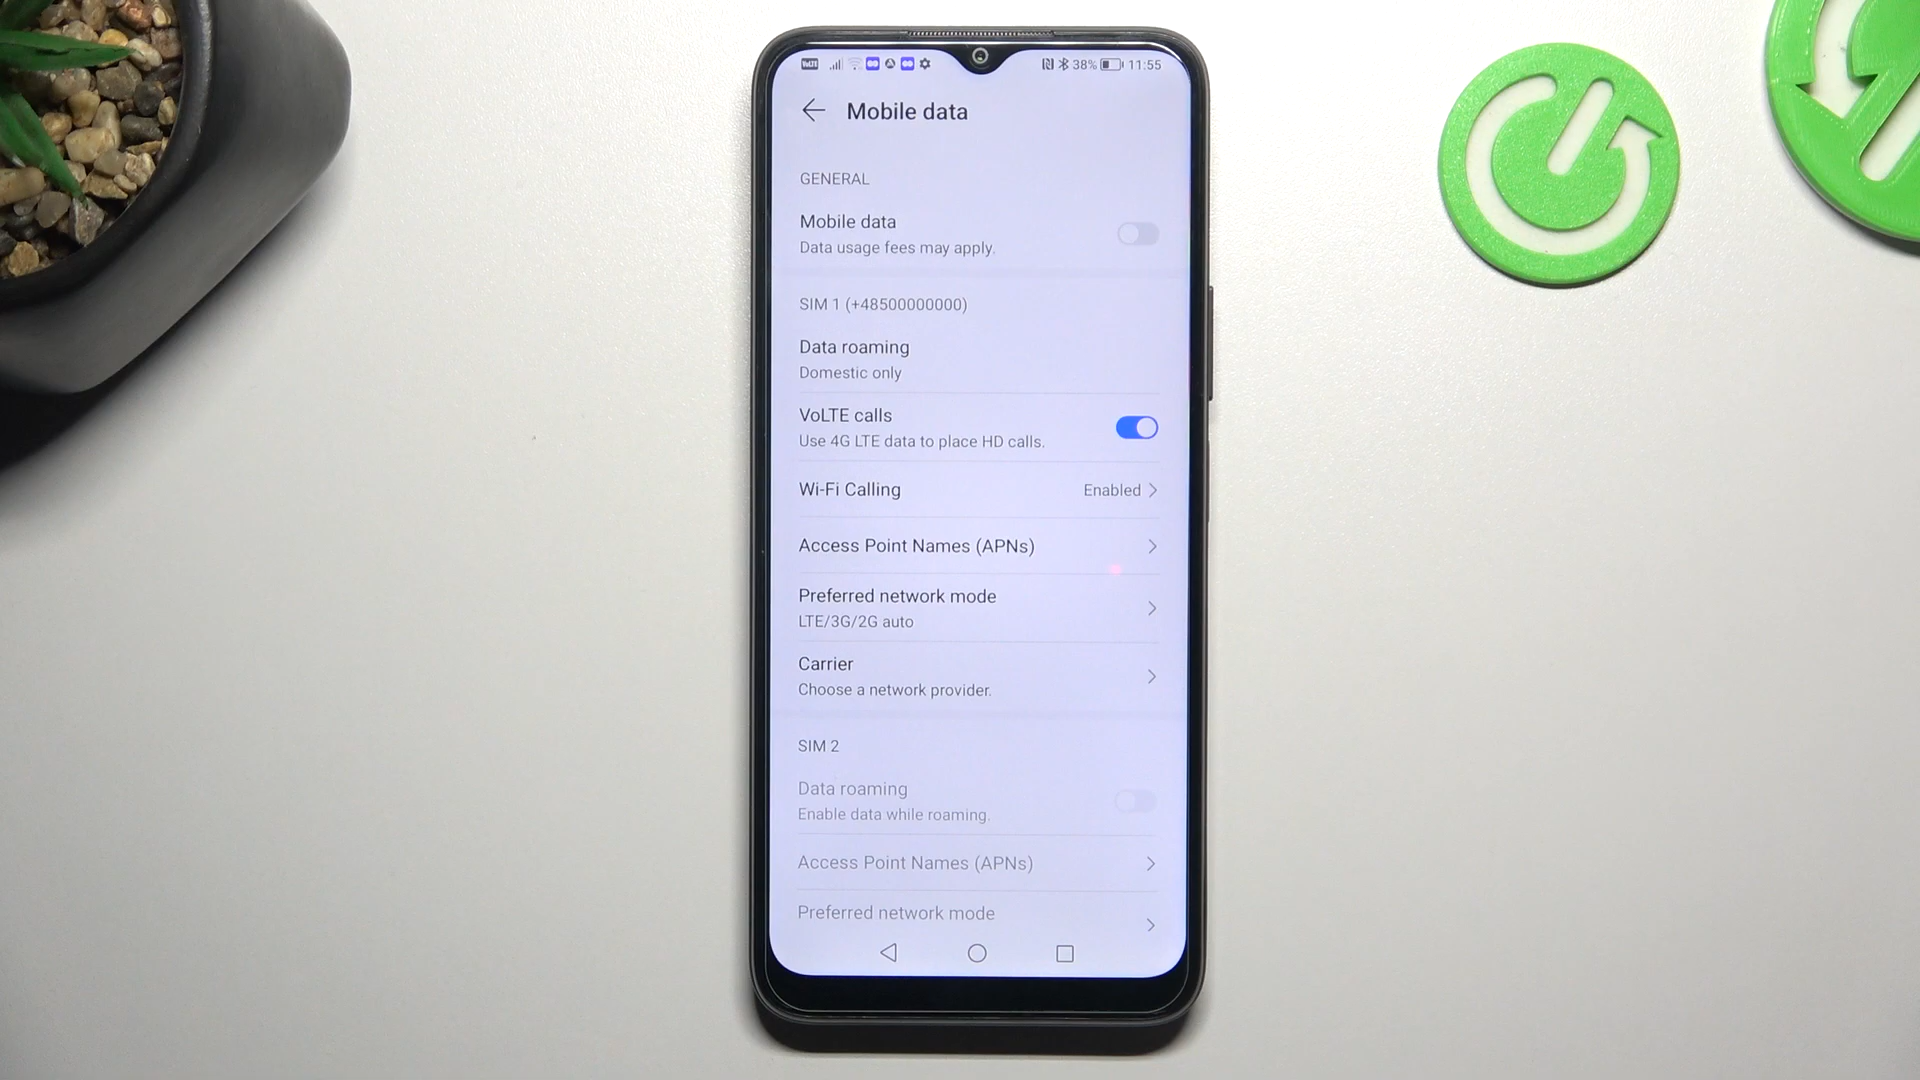 38% 11:55
Mobile data
GENERAL
Mobile data
Data usage fees may apply.
SIM 1 (+48500000000)
Data roaming
Domestic only
VoLTE calls
Use 4G LTE data to place HD calls.
Wi-Fi Calling Enabled
Access Point Names (APNs)
Preferred network mode
LTE/3G/2G auto
Carrier
Choose a network provider.
SIM 2
Data roaming
Enable data while roaming.
Access Point Names (APNs)
Preferred network mode